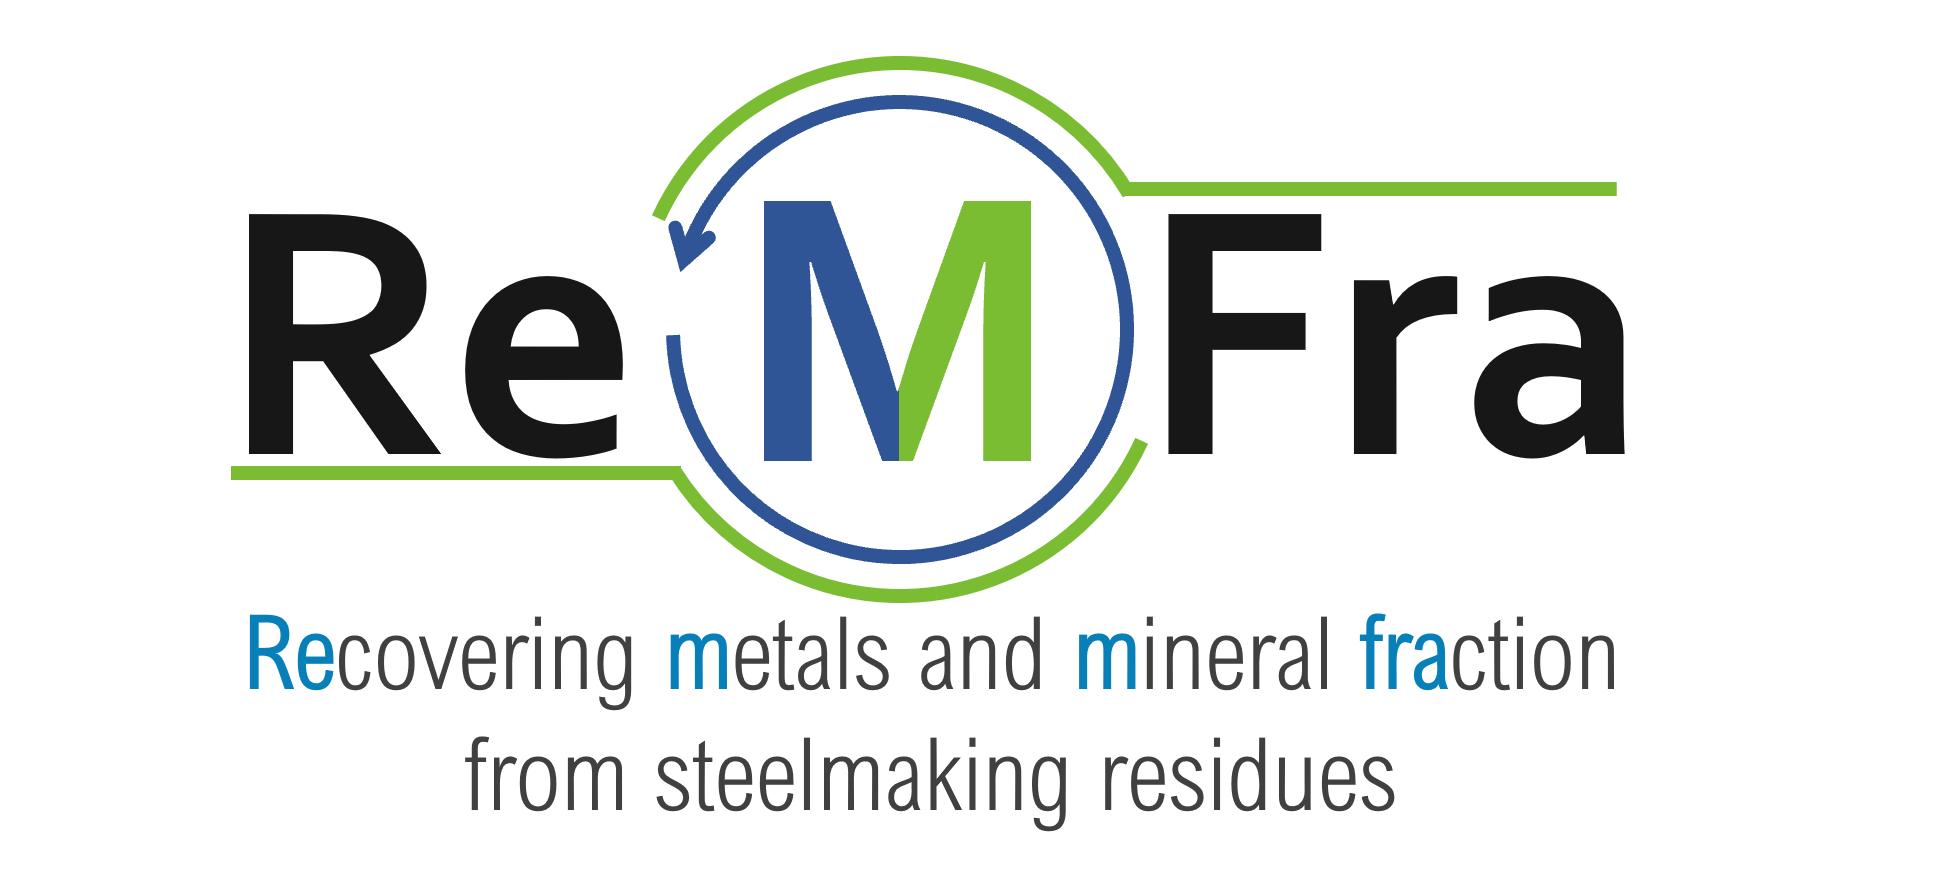 ReMFra
Recovering metals and mineral fraction
from steelmaking residues